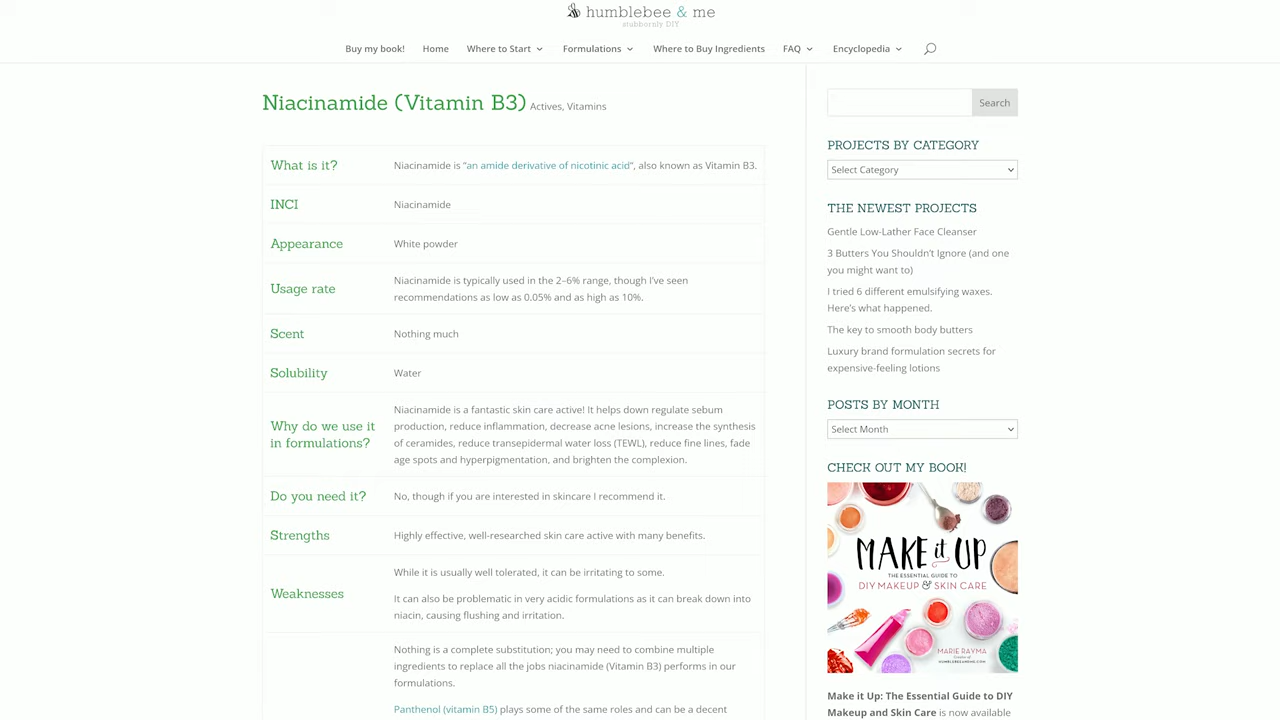 humblebee & me
stubbornly DIY
Buy my book!
Home
Where to Start
Formulations
Where to Buy Ingredients
FAQ
Encyclopedia
Niacinamide (Vitamin B3) Actives, Vitamins
What is it?
Niacinamide is "an amide derivative of nicotinic acid", also known as Vitamin B3.
INCI
Niacinamide
Appearance
White powder
Usage rate
Niacinamide is typically used in the 2–6% range, though I've seen
recommendations as low as 0.05% and as high as 10%.
Scent
Nothing much
Solubility
Water
Why do we use it
in formulations?
Niacinamide is a fantastic skin care active! It helps down regulate sebum
production, reduce inflammation, decrease acne lesions, increase the synthesis
of ceramides, reduce transepidermal water loss (TEWL), reduce fine lines, fade
age spots and hyperpigmentation, and brighten the complexion.
Do you need it?
No, though if you are interested in skincare I recommend it.
Strengths
Highly effective, well-researched skin care active with many benefits.
Weaknesses
While it is usually well tolerated, it can be irritating to some.
It can also be problematic in very acidic formulations as it can break down into
niacin, causing flushing and irritation.
Nothing is a complete substitution; you may need to combine multiple
ingredients to replace all the jobs niacinamide (Vitamin B3) performs in our
formulations.
Panthenol (vitamin B5) plays some of the same roles and can be a decent
Search
PROJECTS BY CATEGORY
Select Category
THE NEWEST PROJECTS
Gentle Low-Lather Face Cleanser
3 Butters You Shouldn't Ignore (and one
you might want to)
I tried 6 different emulsifying waxes.
Here's what happened.
The key to smooth body butters
Luxury brand formulation secrets for
expensive-feeling lotions
POSTS BY MONTH
Select Month
CHECK OUT MY BOOK!
MAKE it UP
THE ESSENTIAL GUIDE TO
DIY MAKEUP & SKIN CARE
MARIE RAYMA
Creator of
HUMBLEBEEANDME.COM
Make it Up: The Essential Guide to DIY
Makeup and Skin Care is now available